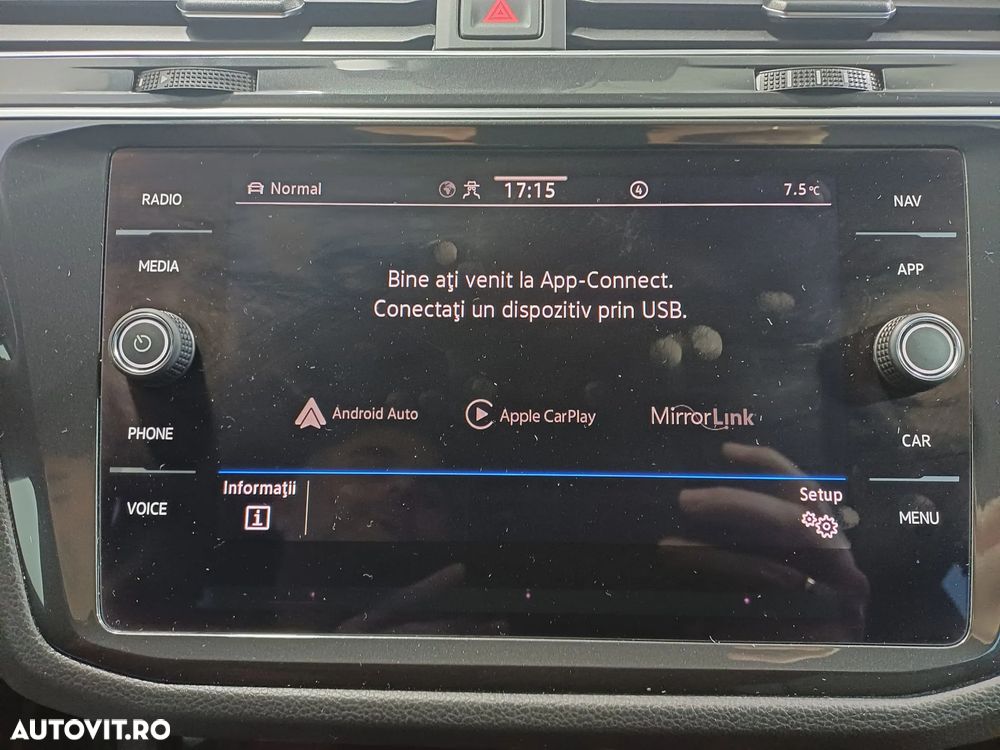 RADIO
MEDIA
PHONE
VOICE
Normal
17:15
4
7.5°C
Bine aţi venit la App-Connect.
Conectaţi un dispozitiv prin USB.
Android Auto
Apple CarPlay
MirrorLink
Informaţii
i
Setup
NAV
APP
CAR
MENU
AUTOVIT.RO